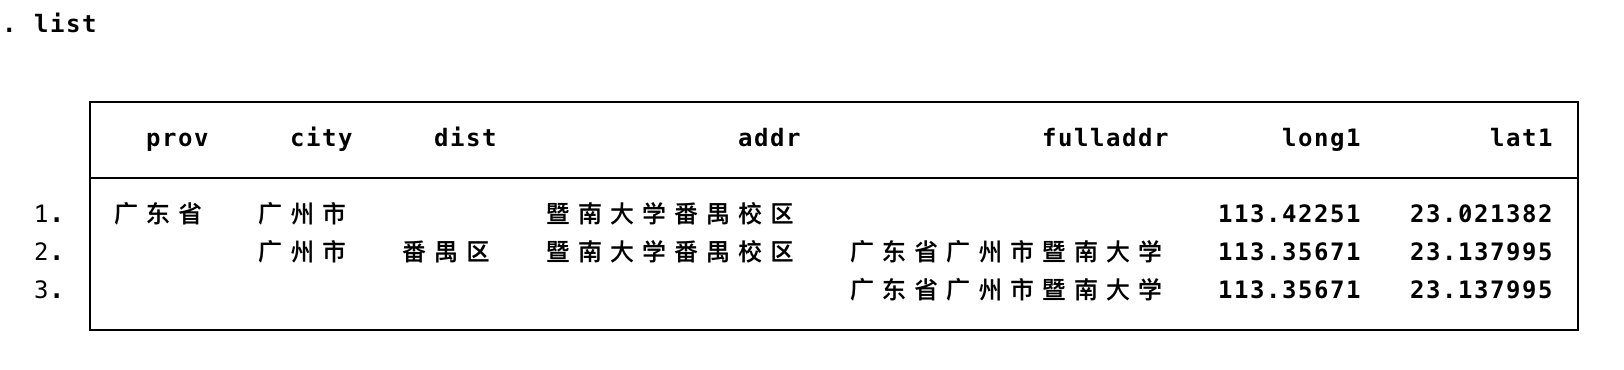 . list
prov city dist addr fulladdr long1 lat1
1. 广东省 广州市 暨南大学番禺校区 113.42251 23.021382
2. 广州市 番禺区 暨南大学番禺校区 广东省广州市暨南大学 113.35671 23.137995
3. 广东省广州市暨南大学 113.35671 23.137995